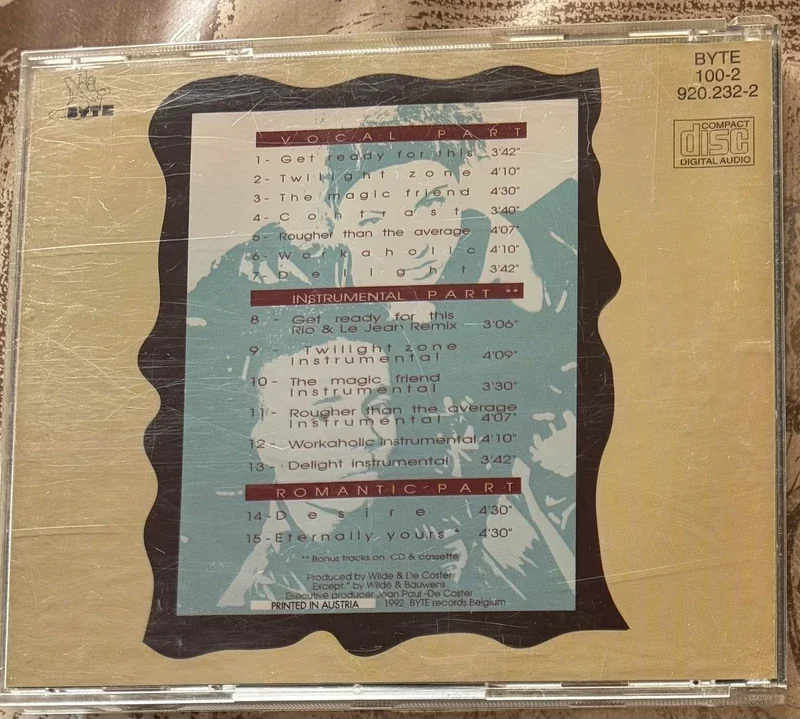 BYTE
BYTE
100-2
920.232-2
COMPACT
disc
DIGITAL AUDIO
VOCAL PART
1- Get ready for this 3'42"
2- Twilight zone 4'10"
3- The magic friend 4'30"
4- Contrast 3'40"
5- Rougher than the average 4'07"
6- Workaholic 4'10"
7- Delight 3'42"
INSTRUMENTAL PART **
8 - Get ready for this
Rio & Le Jean Remix 3'06"
9 - Twilight zone
instrumental 4'09"
10 - The magic friend
instrumental 3'30"
11 - Rougher than the average
instrumental 4'07"
12 - Workaholic instrumental 4'10"
13 - Delight instrumental 3'42"
ROMANTIC PART
14- Desire 4'30"
15- Eternally yours * 4'30"
** Bonus tracks on CD & cassette
Produced by Wilde & De Coster
Except * by Wilde & Bauwens
Executive producer Jean Paul -De Coster
PRINTED IN AUSTRIA 1992 BYTE records Belgium